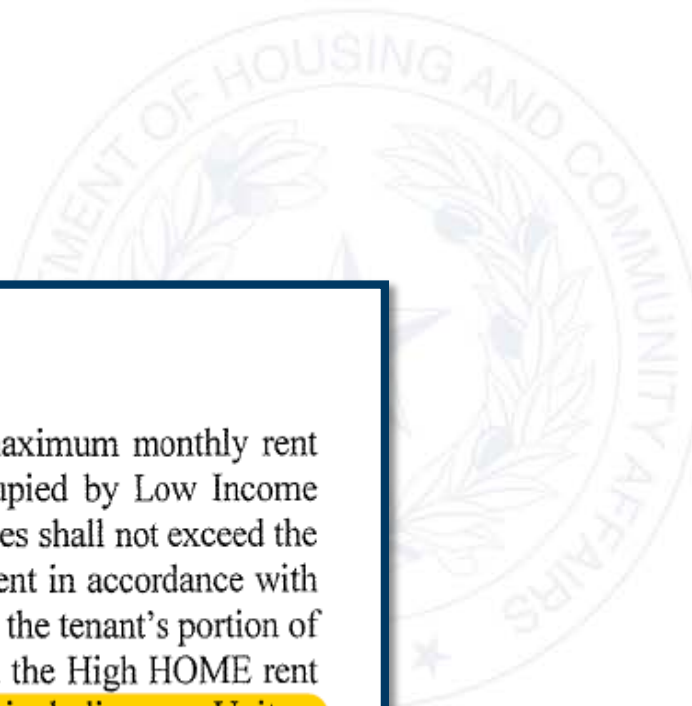 MENT OF HOUSING AND COMMUNITY AFFAIRS
aximum monthly rent
upied by Low Income
es shall not exceed the
ent in accordance with
the tenant's portion of
the High HOME rent